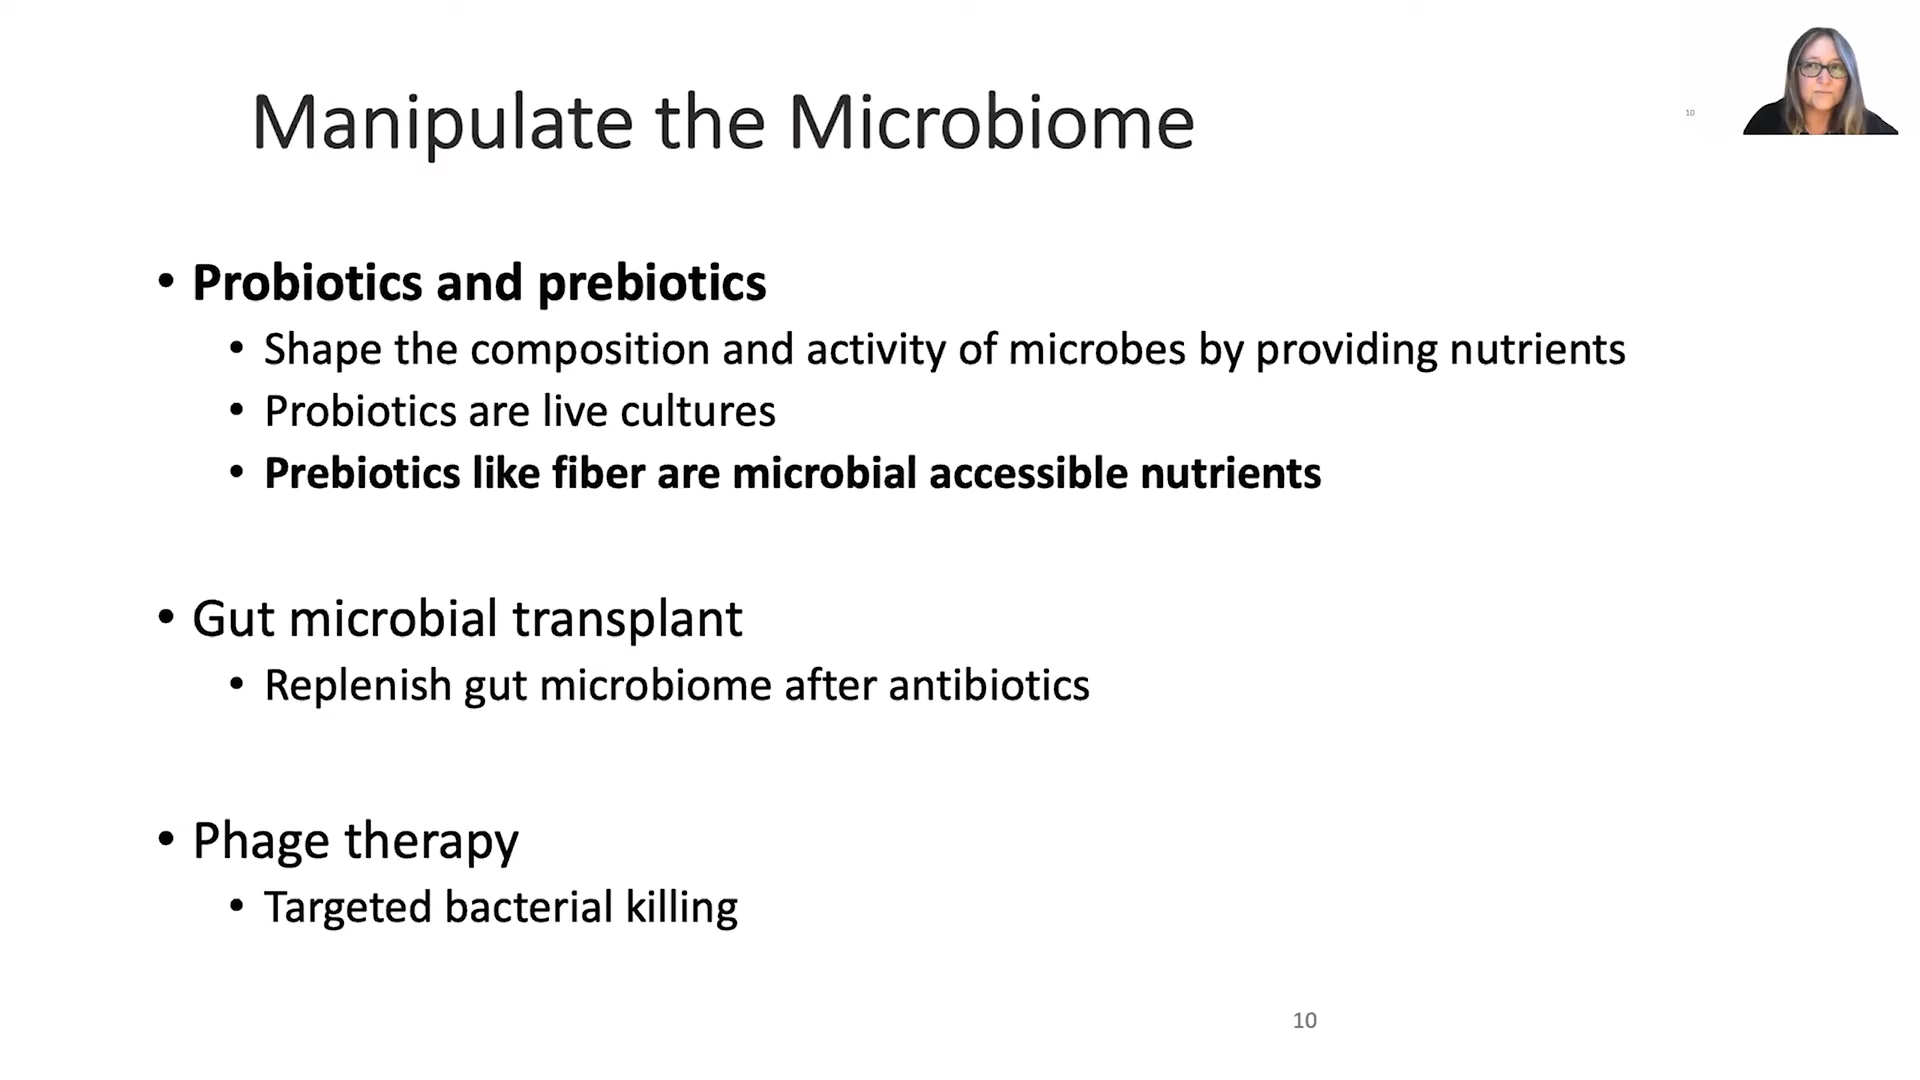 Manipulate the Microbiome
10
• Probiotics and prebiotics
• Shape the composition and activity of microbes by providing nutrients
• Probiotics are live cultures
• Prebiotics like fiber are microbial accessible nutrients
• Gut microbial transplant
• Replenish gut microbiome after antibiotics
• Phage therapy
• Targeted bacterial killing
10